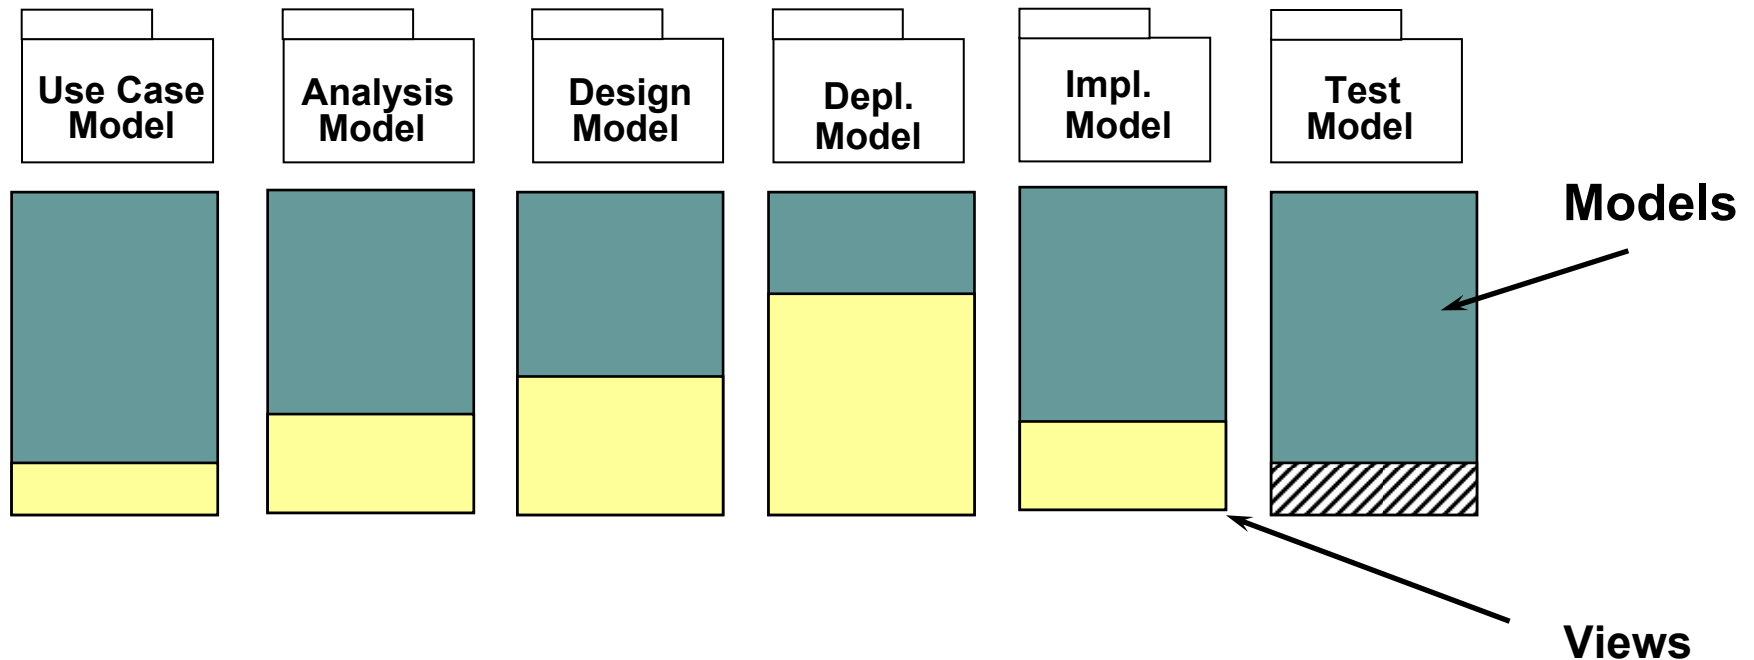 Use Case
Model
Analysis
Model
Design
Model
Depl.
Model
Impl.
Model
Test
Model
Models
Views